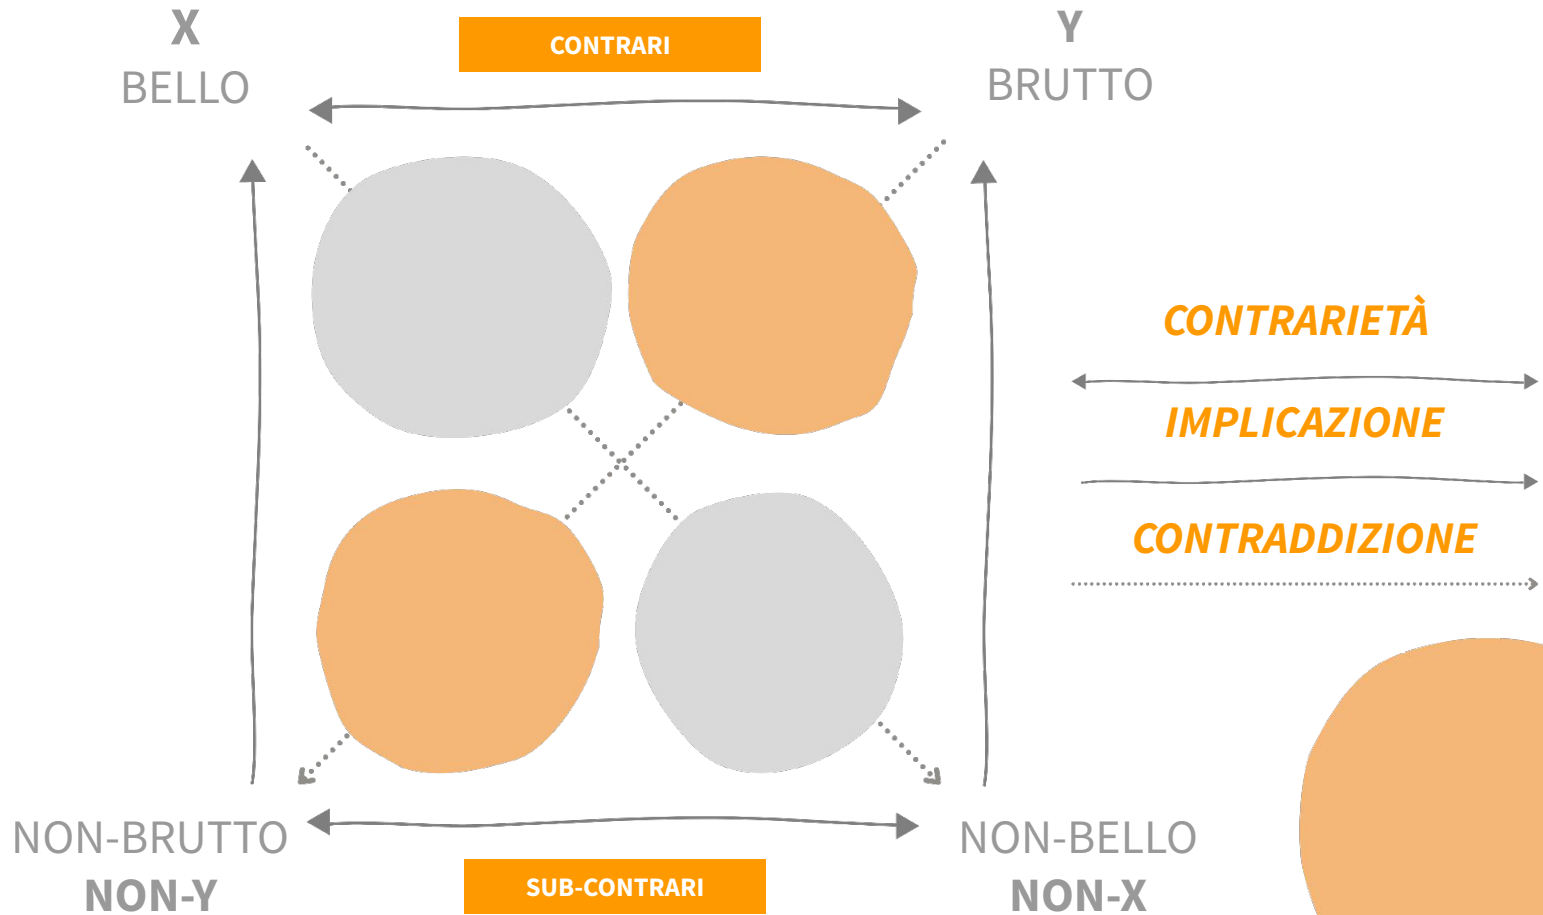 X
BELLO
CONTRARI
Y
BRUTTO
CONTRARIETÀ
IMPLICAZIONE
CONTRADDIZIONE
NON-BRUTTO
NON-Y
SUB-CONTRARI
NON-BELLO
NON-X